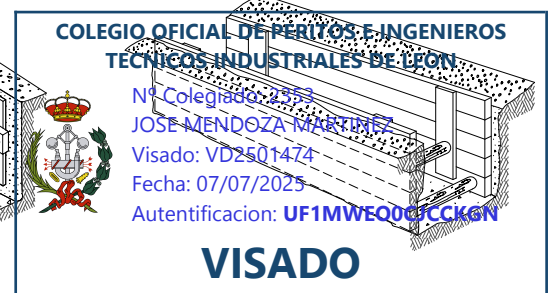 COLEGIO OFICIAL DE PERITOS E INGENIEROS
TECNICOS INDUSTRIALES DE LEON
Nº Colegiado: 2353
JOSE MENDOZA MARTINEZ
Visado: VD2501474
Fecha: 07/07/2025
Autentificacion: UF1MWEO0CJCCKGN
VISADO